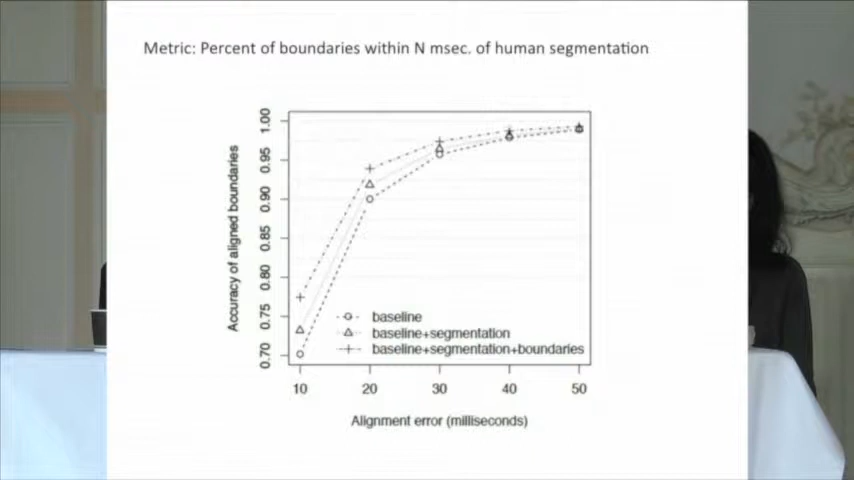 Metric: Percent of boundaries within N msec. of human segmentation
Accuracy of aligned boundaries
1.00
0.95
0.90
0.85
0.80
0.75
0.70
baseline
baseline+segmentation
baseline+segmentation+boundaries
10 20 30 40 50
Alignment error (milliseconds)